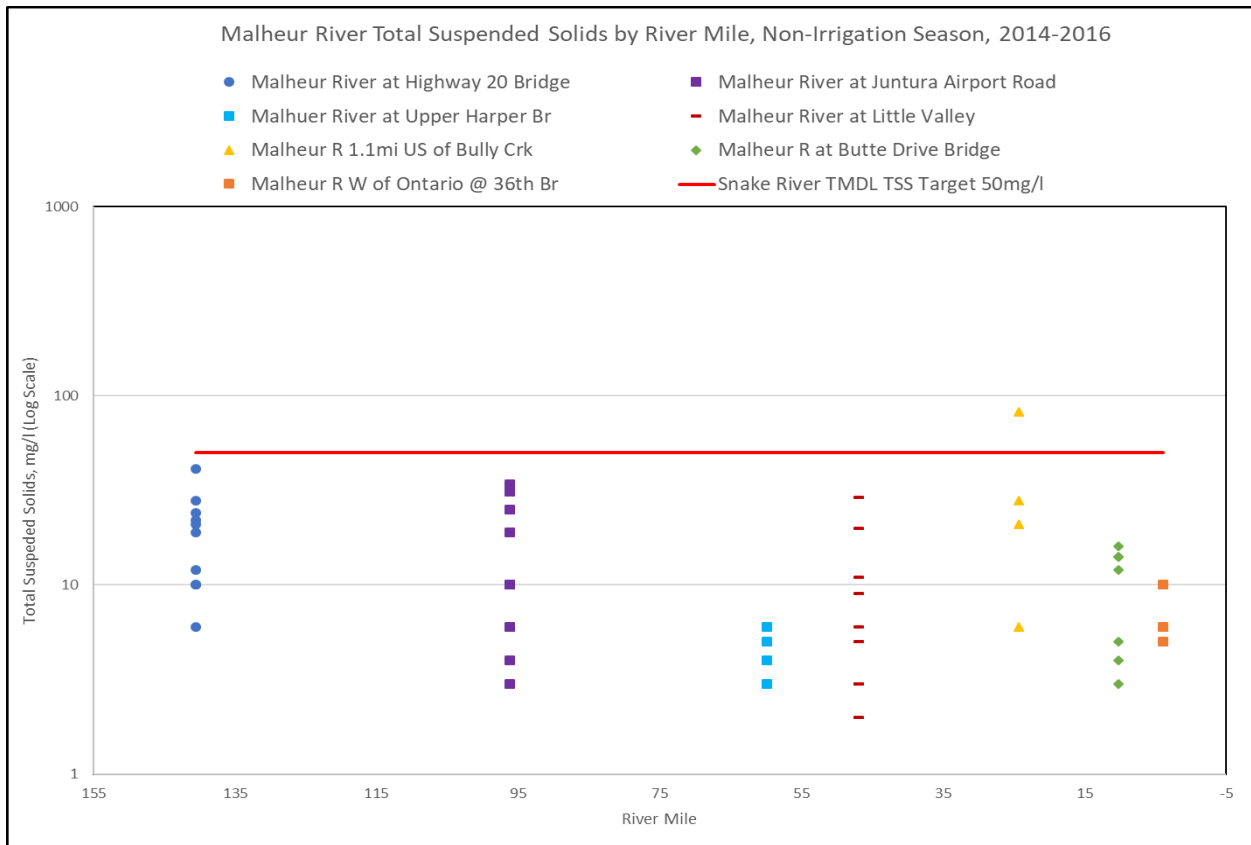 Malheur River Total Suspended Solids by River Mile, Non-Irrigation Season, 2014-2016
Malheur River at Highway 20 Bridge
Malheur River at Juntura Airport Road
Malhuer River at Upper Harper Br
Malheur River at Little Valley
Malheur R 1.1mi US of Bully Crk
Malheur R at Butte Drive Bridge
Malheur R W of Ontario @ 36th Br
Snake River TMDL TSS Target 50mg/l
Total Suspeded Solids, mg/l (Log Scale)
1000
100
10
1
155
135
115
95
75
55
35
15
-5
River Mile